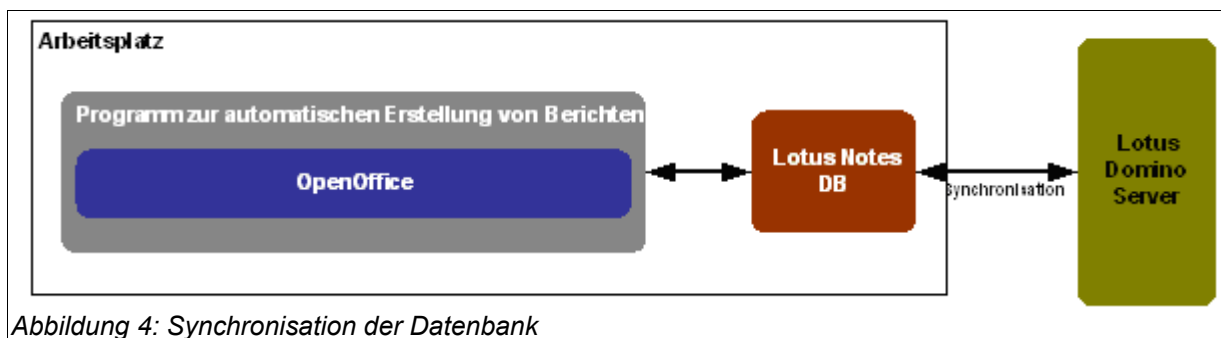 Arbeitsplatz
Programm zur automatischen Erstellung von Berichten
OpenOffice
Lotus Notes
DB
Synchronisation
Lotus
Domino
Server
Abbildung 4: Synchronisation der Datenbank